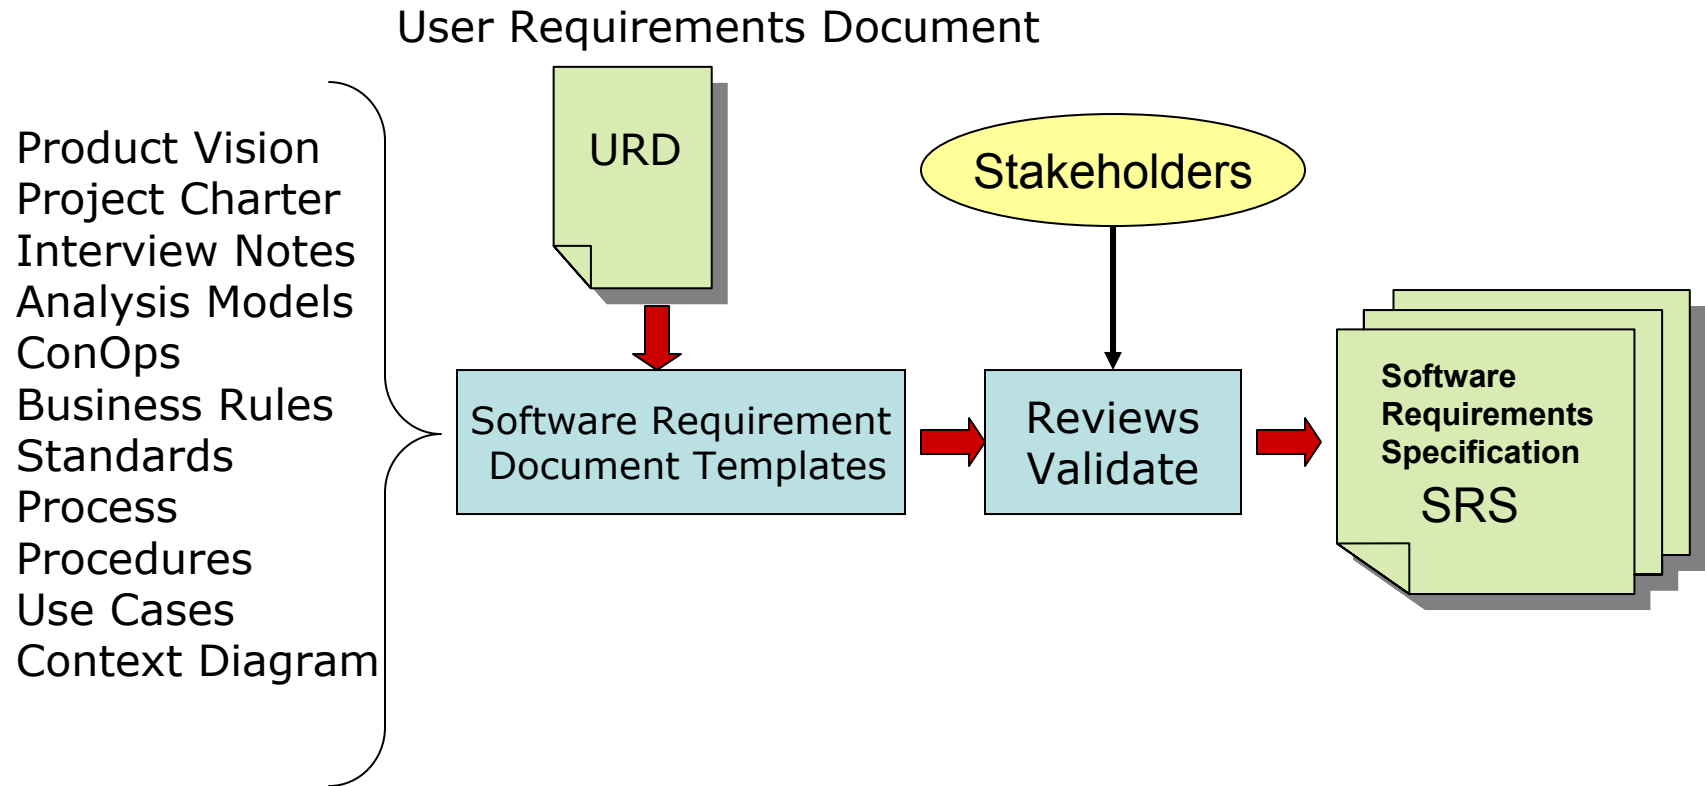 User Requirements Document
URD
Stakeholders
Product Vision
Project Charter
Interview Notes
Analysis Models
ConOps
Business Rules
Standards
Process
Procedures
Use Cases
Context Diagram
Software Requirement
Document Templates
Reviews
Validate
Software
Requirements
Specification
SRS